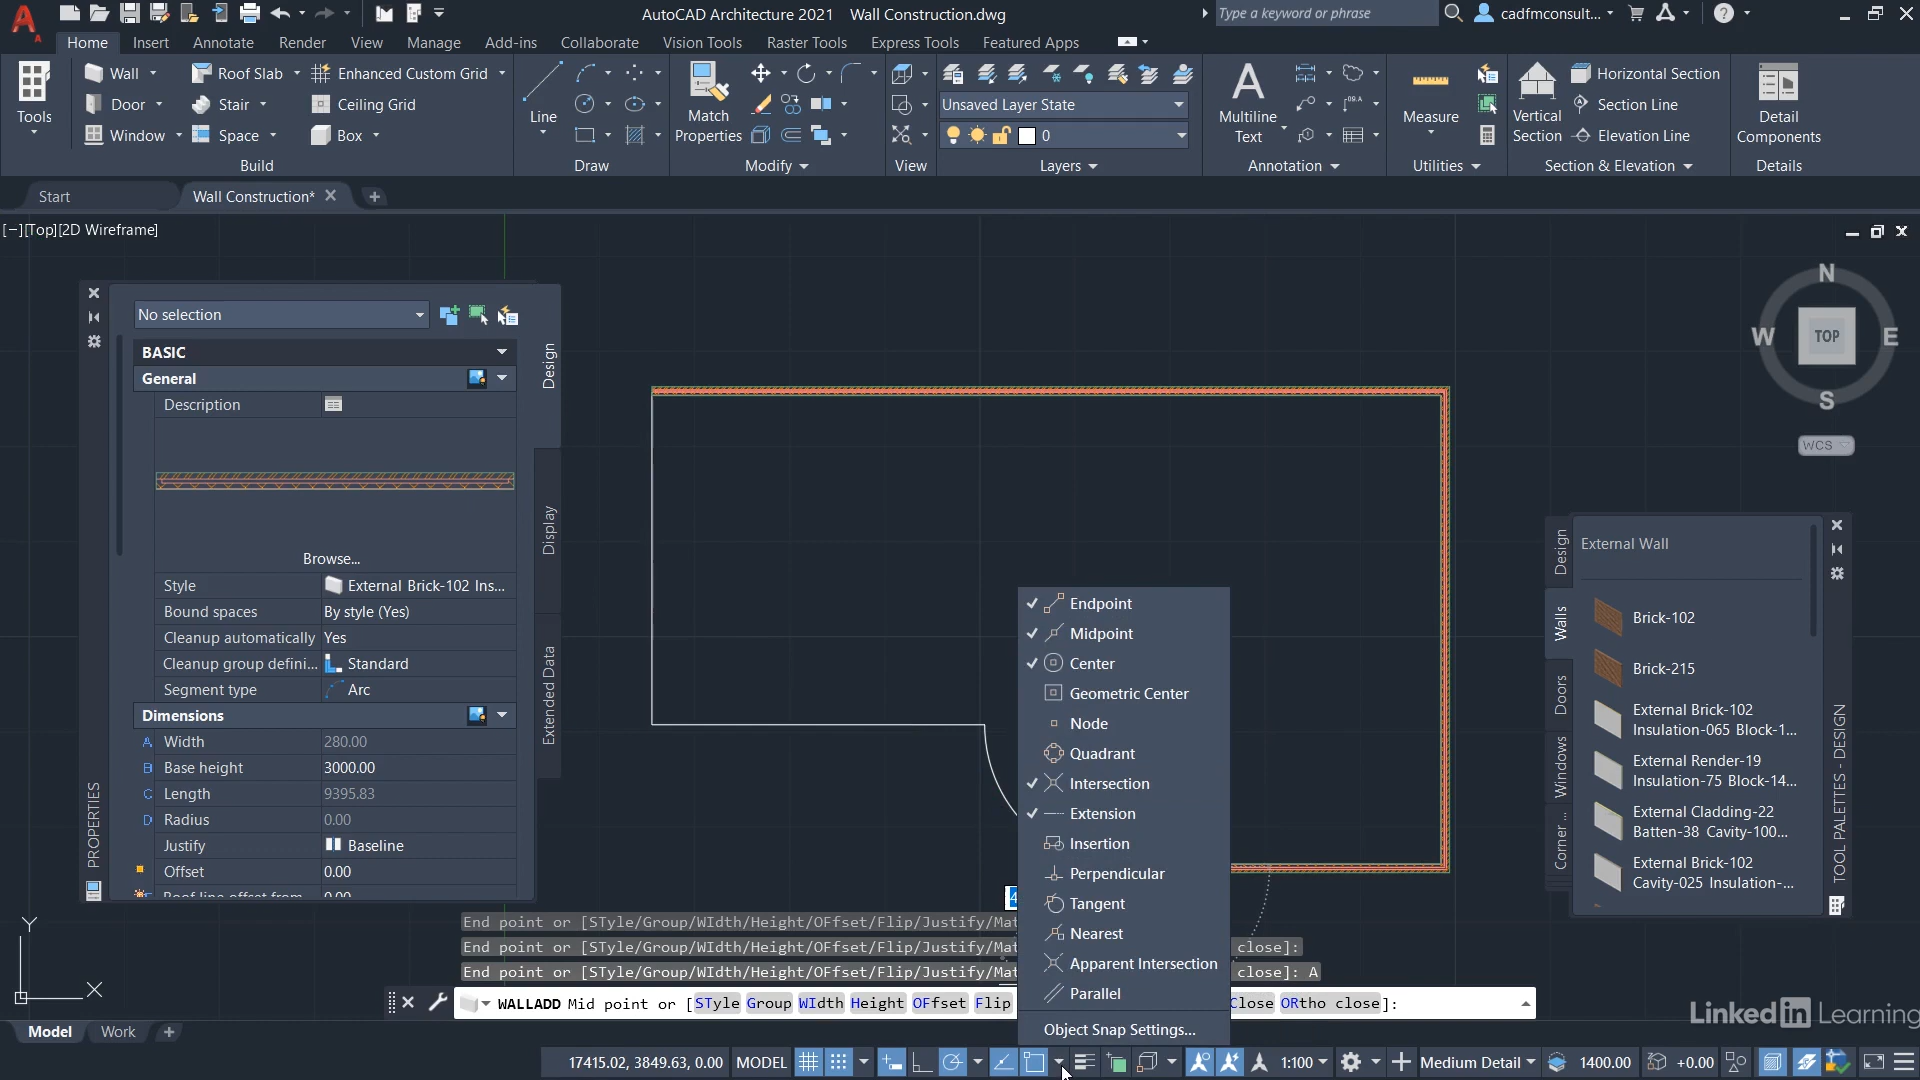 AutoCAD Architecture 2021 Wall Construction.dwg
Type a keyword or phrase
cadfmconsult...
Home Insert Annotate Render View Manage Add-ins Collaborate Vision Tools Raster Tools Express Tools Featured Apps
Tools
Wall
Roof Slab
Enhanced Custom Grid
Door
Stair
Ceiling Grid
Window
Space
Box
Build
Line
Draw
Match
Properties
Modify
View
Unsaved Layer State
0
Layers
Multiline
Text
Annotation
Measure
Utilities
Vertical
Section
Horizontal Section
Section Line
Elevation Line
Section & Elevation
Detail
Components
Details
Start
Wall Construction*
[−][Top][2D Wireframe]
N
W
TOP
E
S
WCS
No selection
BASIC
General
Description
Browse...
Style External Brick-102 Ins...
Bound spaces By style (Yes)
Cleanup automatically Yes
Cleanup group defini... Standard
Segment type Arc
Dimensions
A Width 280.00
B Base height 3000.00
C Length 9395.83
D Radius 0.00
Justify Baseline
Offset 0.00
Design
Display
Extended Data
PROPERTIES
Endpoint
Midpoint
Center
Geometric Center
Node
Quadrant
Intersection
Extension
Insertion
Perpendicular
Tangent
Nearest
Apparent Intersection
Parallel
Object Snap Settings...
External Wall
Brick-102
Brick-215
External Brick-102
Insulation-065 Block-1...
External Render-19
Insulation-75 Block-14...
External Cladding-22
Batten-38 Cavity-100...
External Brick-102
Cavity-025 Insulation-...
Design
Walls
Doors
Windows
Corner ...
TOOL PALETTES - DESIGN
Y
X
End point or [STyle/Group/WIdth/Height/OFfset/Flip/Justify/Mat
End point or [STyle/Group/WIdth/Height/OFfset/Flip/Justify/Mat close]:
End point or [STyle/Group/WIdth/Height/OFfset/Flip/Justify/Mat close]: A
WALLADD Mid point or [STyle Group WIdth Height OFfset Flip Close ORtho close]:
LinkedIn Learning
Model Work
17415.02, 3849.63, 0.00 MODEL 1:100 Medium Detail 1400.00 +0.00